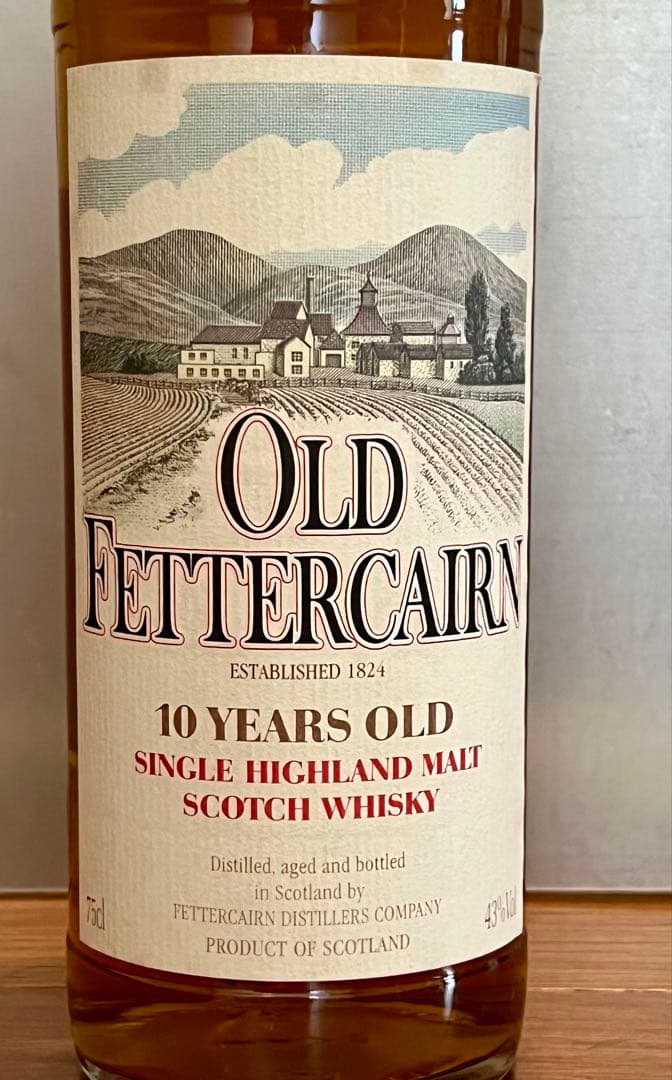 OLD
FETTERCAIRN
ESTABLISHED 1824
10 YEARS OLD
SINGLE HIGHLAND MALT
SCOTCH WHISKY
Distilled, aged and bottled
in Scotland by
FETTERCAIRN DISTILLERS COMPANY
75cl
43%Vol
PRODUCT OF SCOTLAND